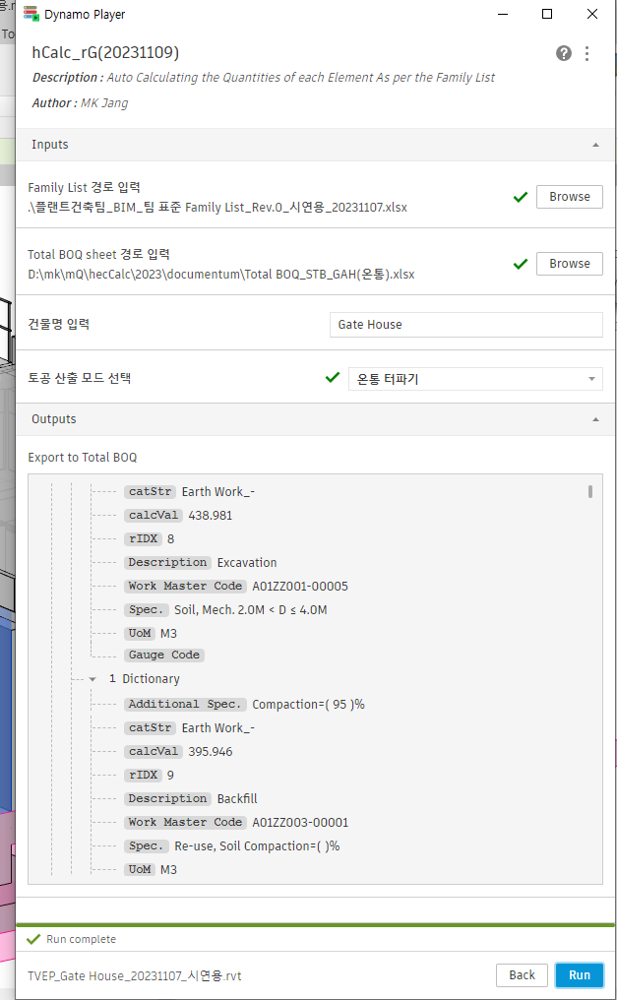 Dynamo Player
hCalc_rG(20231109)
Description : Auto Calculating the Quantities of each Element As per the Family List
Author : MK Jang
Inputs
Family List 경로 입력
.\플랜트건축팀_BIM_팀 표준 Family List_Rev.0_시연용_20231107.xlsx
Browse
Total BOQ sheet 경로 입력
D:\mk\mQ\hecCalc\2023\documentum\Total BOQ_STB_GAH(온통).xlsx
Browse
건물명 입력
Gate House
토공 산출 모드 선택
온통 터파기
Outputs
Export to Total BOQ
catStr Earth Work_-
calcVal 438.981
rIDX 8
Description Excavation
Work Master Code A01ZZ001-00005
Spec. Soil, Mech. 2.0M < D ≤ 4.0M
UoM M3
Gauge Code
1 Dictionary
Additional Spec. Compaction=( 95 )%
catStr Earth Work_-
calcVal 395.946
rIDX 9
Description Backfill
Work Master Code A01ZZ003-00001
Spec. Re-use, Soil Compaction=( )%
UoM M3
Run complete
TVEP_Gate House_20231107_시연용.rvt
Back
Run